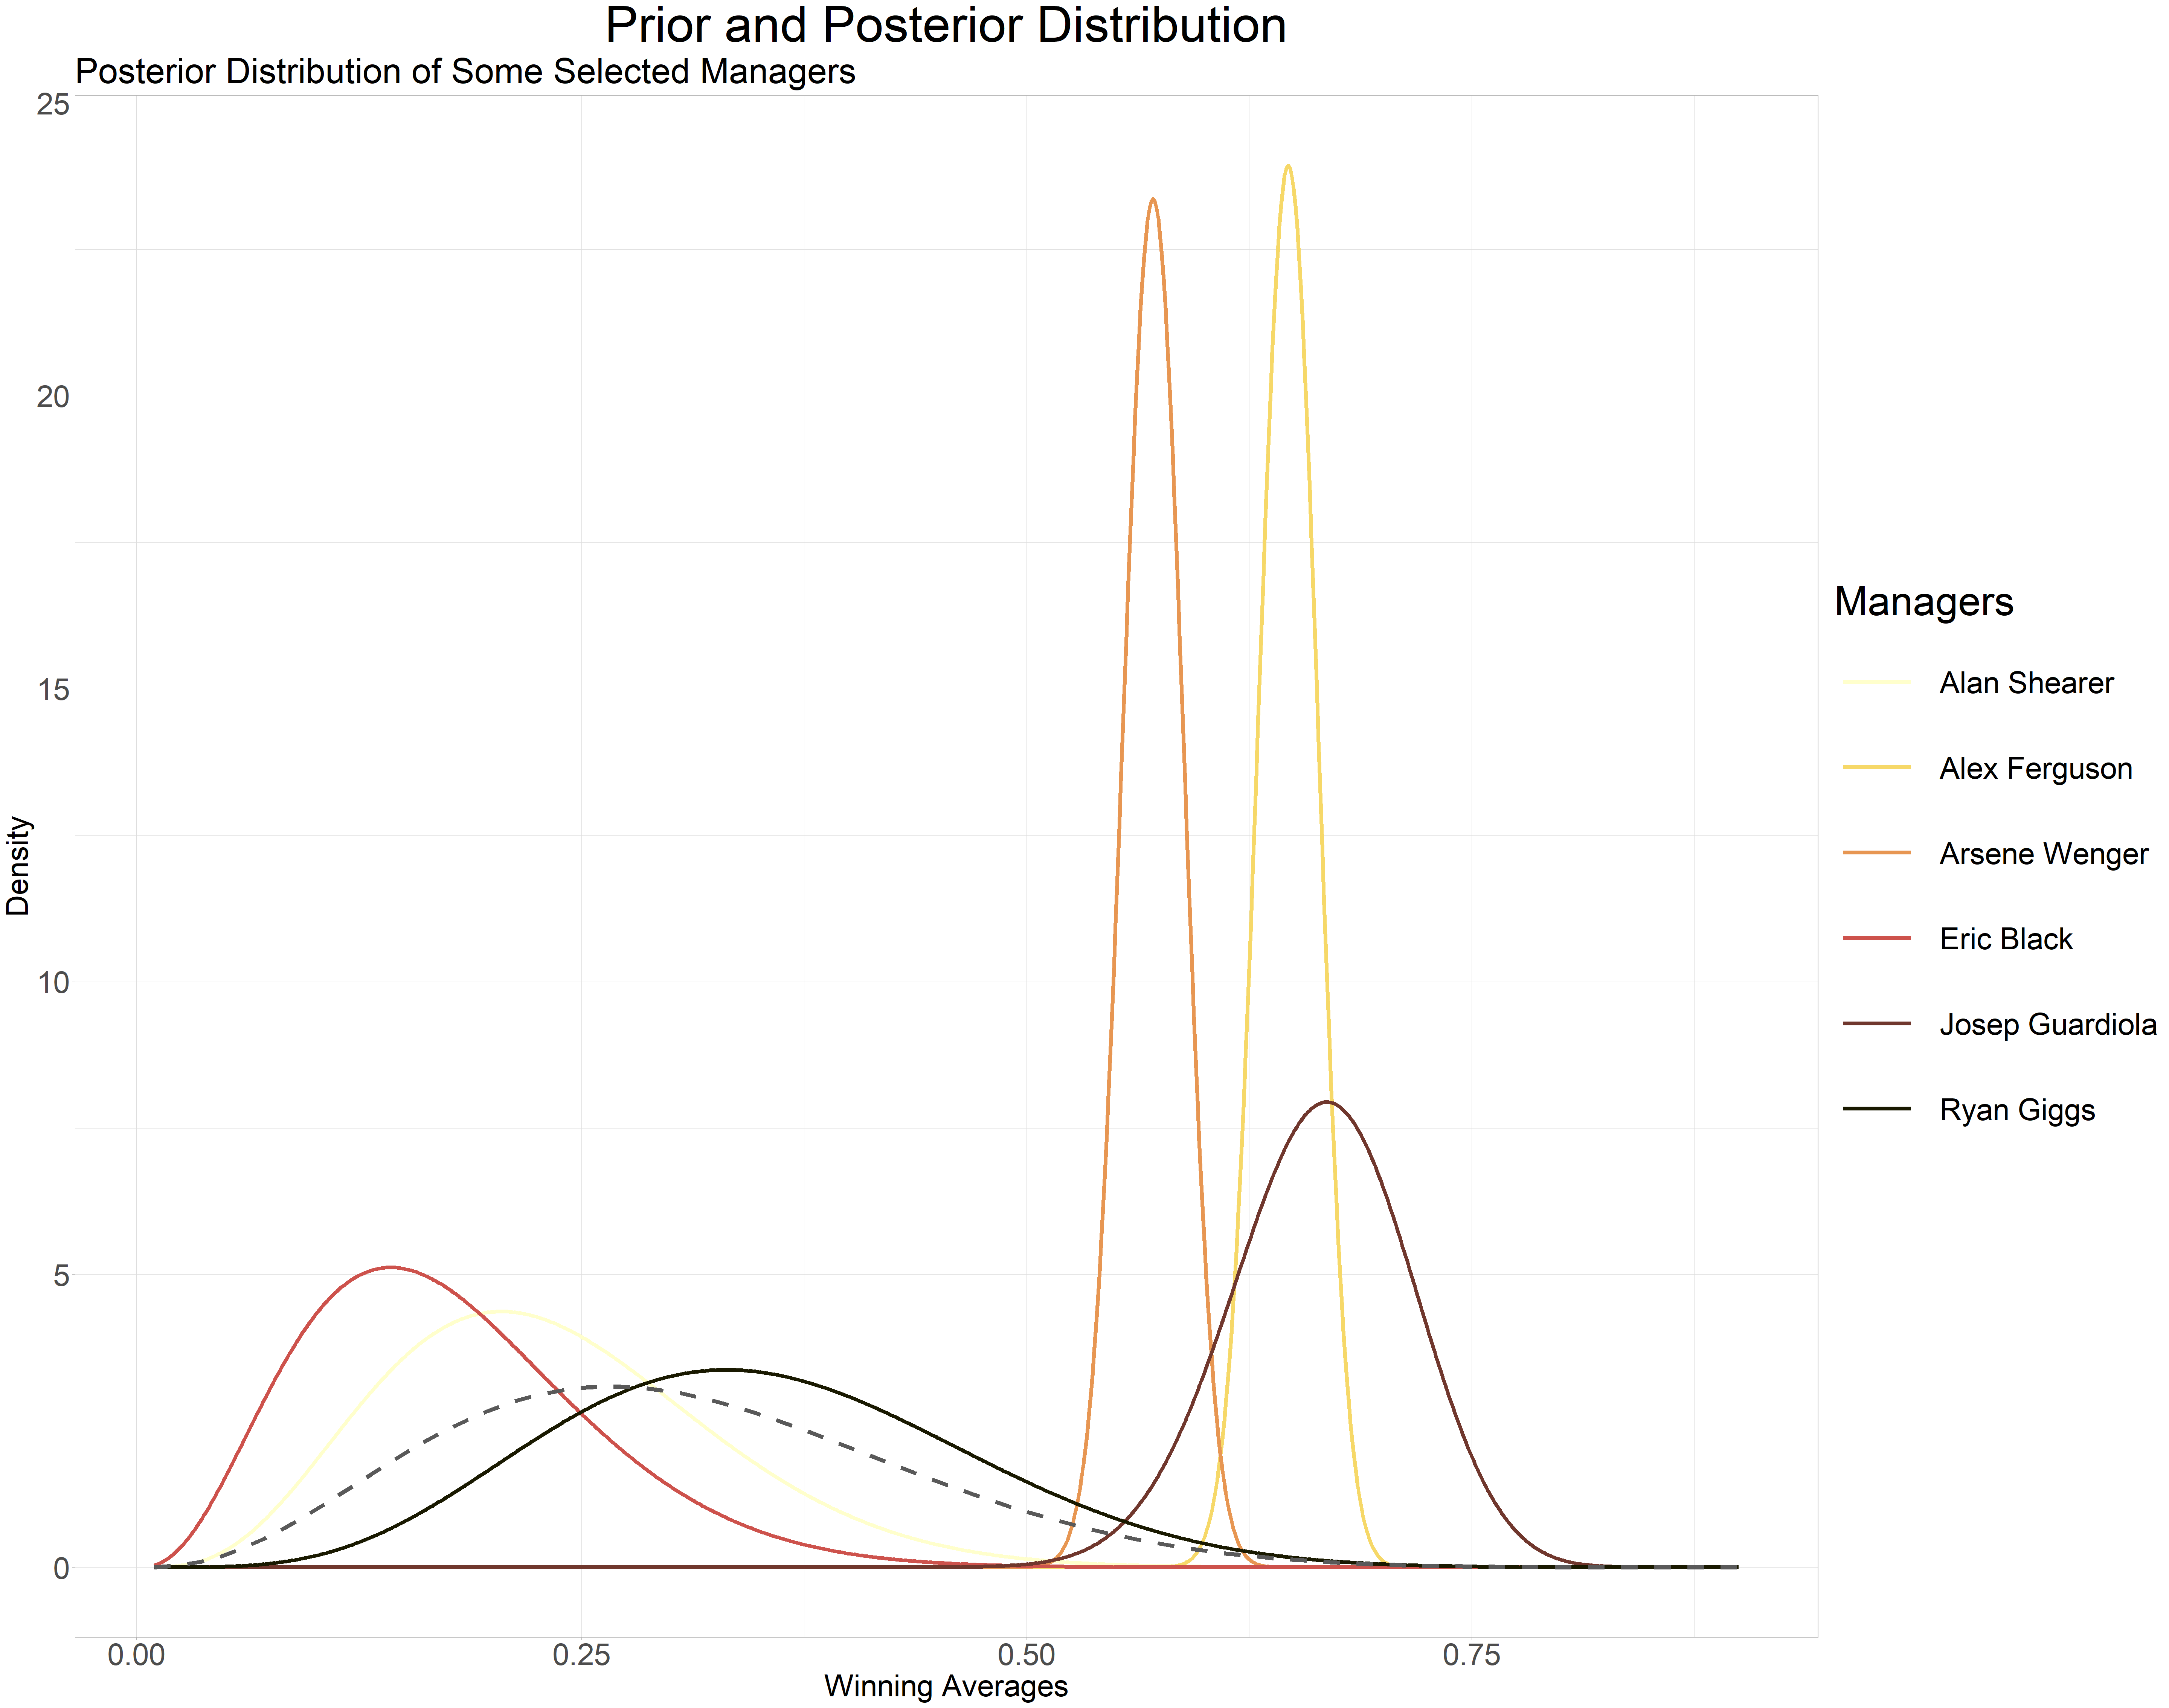 Prior and Posterior Distribution
Posterior Distribution of Some Selected Managers
25
20
15
10
5
0
Density
0.00 0.25 0.50 0.75
Winning Averages
Managers
Alan Shearer
Alex Ferguson
Arsene Wenger
Eric Black
Josep Guardiola
Ryan Giggs